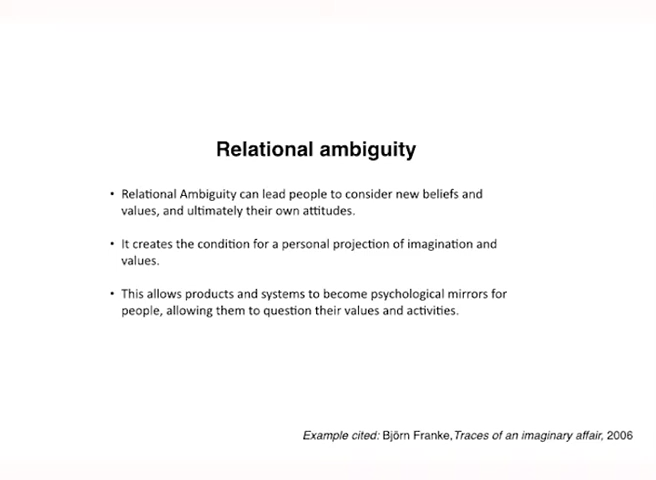 Relational ambiguity
• Relational Ambiguity can lead people to consider new beliefs and
values, and ultimately their own attitudes.
• It creates the condition for a personal projection of imagination and
values.
• This allows products and systems to become psychological mirrors for
people, allowing them to question their values and activities.
Example cited: Björn Franke, Traces of an imaginary affair, 2006